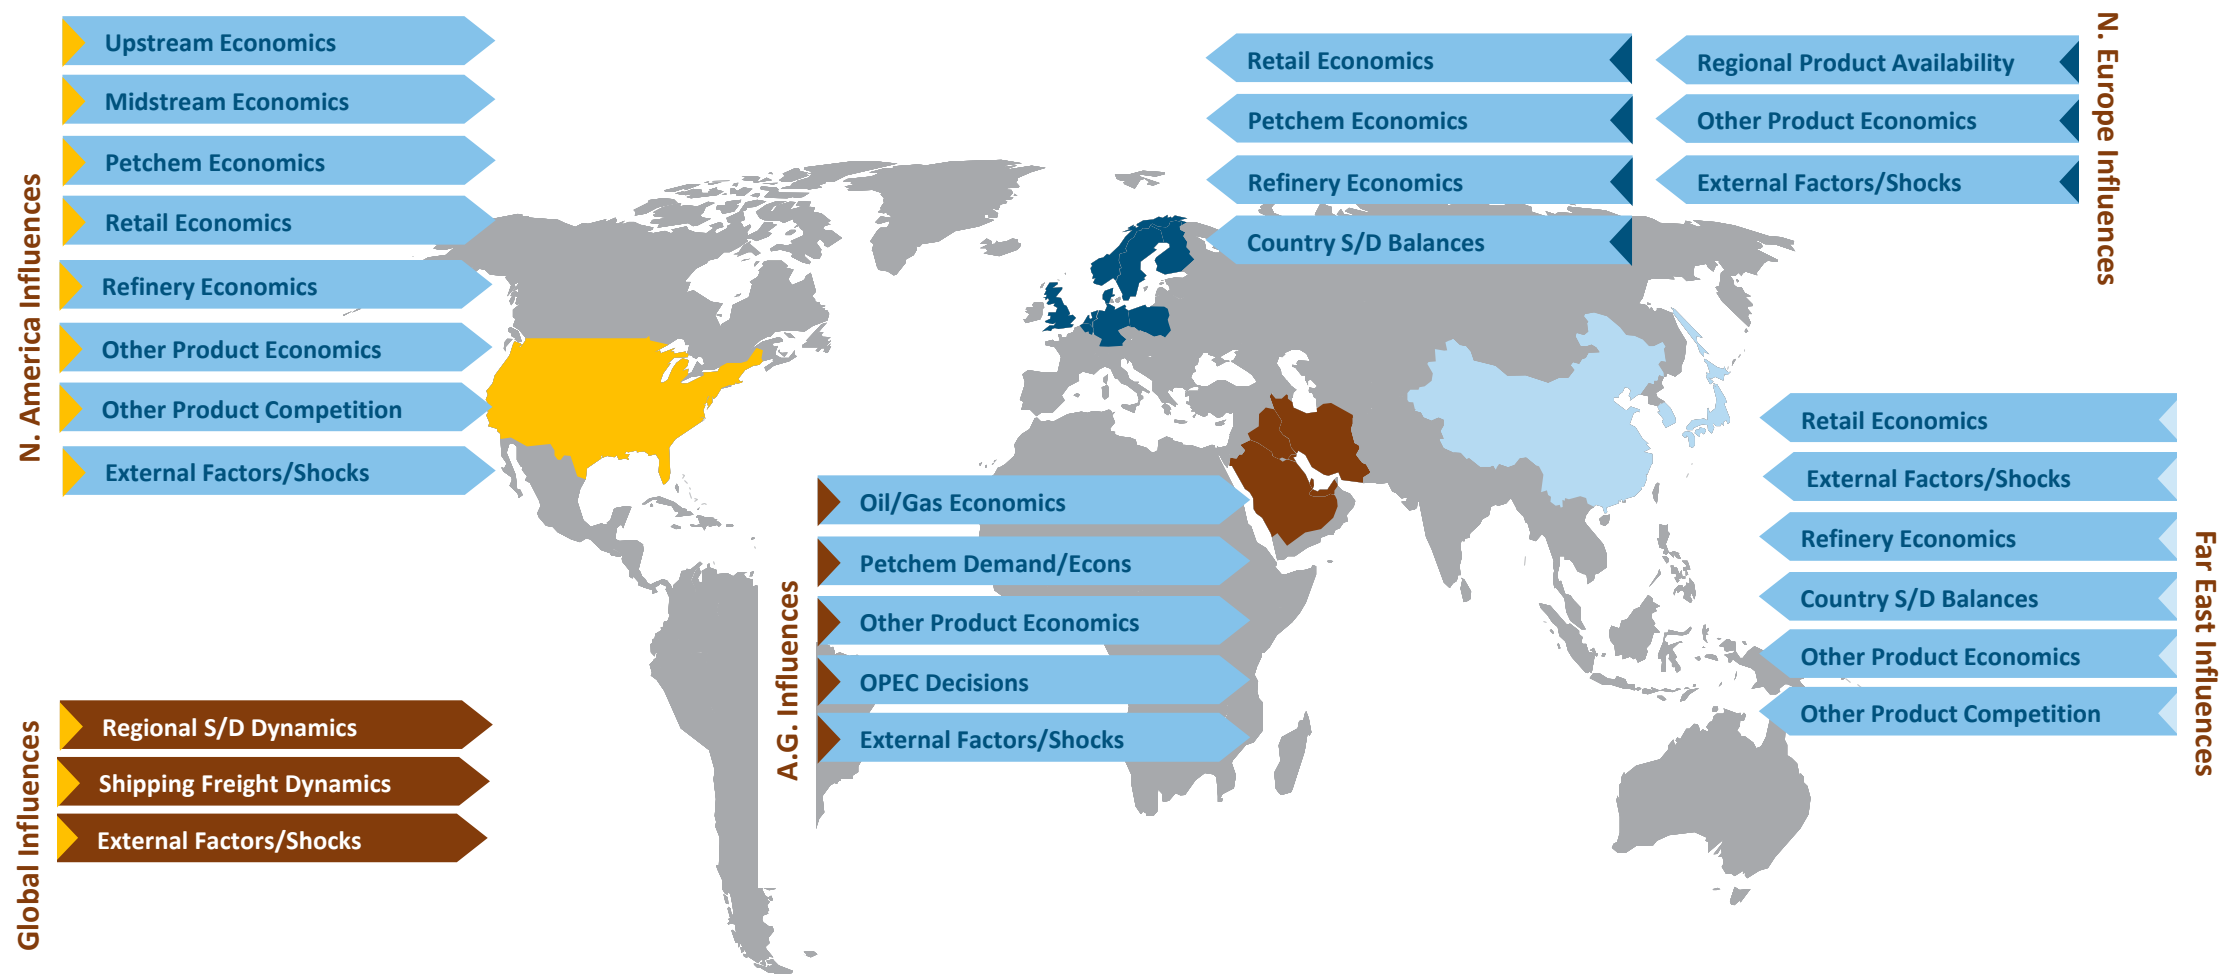 N. America Influences
Upstream Economics
Midstream Economics
Petchem Economics
Retail Economics
Refinery Economics
Other Product Economics
Other Product Competition
External Factors/Shocks
Global Influences
Regional S/D Dynamics
Shipping Freight Dynamics
External Factors/Shocks
A.G. Influences
Oil/Gas Economics
Petchem Demand/Econs
Other Product Economics
OPEC Decisions
External Factors/Shocks
N. Europe Influences
Retail Economics
Petchem Economics
Refinery Economics
Country S/D Balances
Regional Product Availability
Other Product Economics
External Factors/Shocks
Far East Influences
Retail Economics
External Factors/Shocks
Refinery Economics
Country S/D Balances
Other Product Economics
Other Product Competition